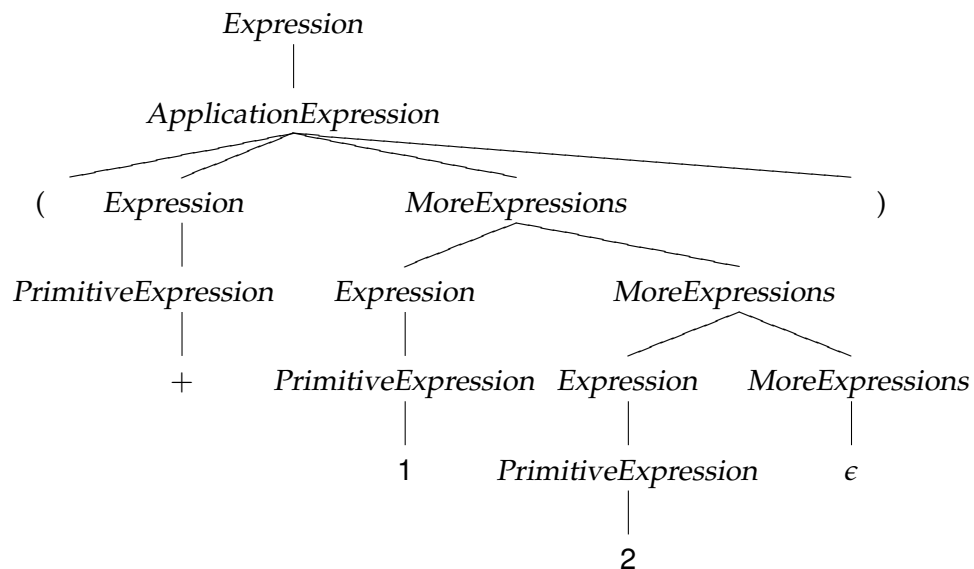 Expression
ApplicationExpression
( Expression MoreExpressions )
PrimitiveExpression Expression MoreExpressions
+ PrimitiveExpression Expression MoreExpressions
1 PrimitiveExpression ϵ
2